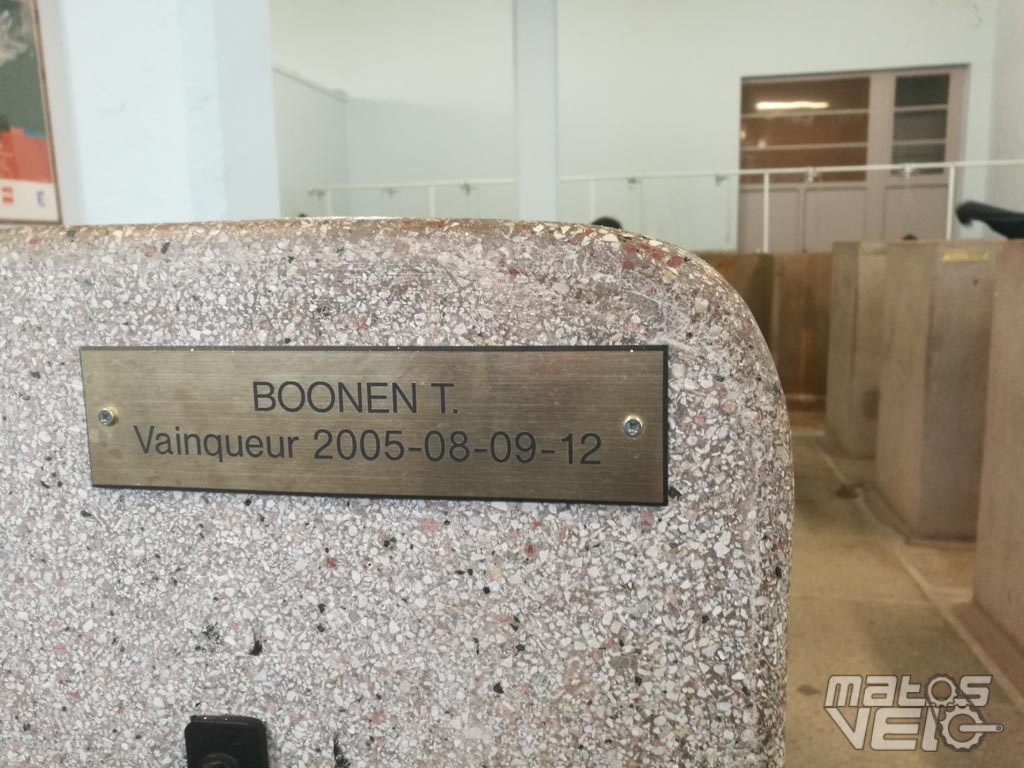 BOONEN T.
Vainqueur 2005-08-09-12
matos
VELO